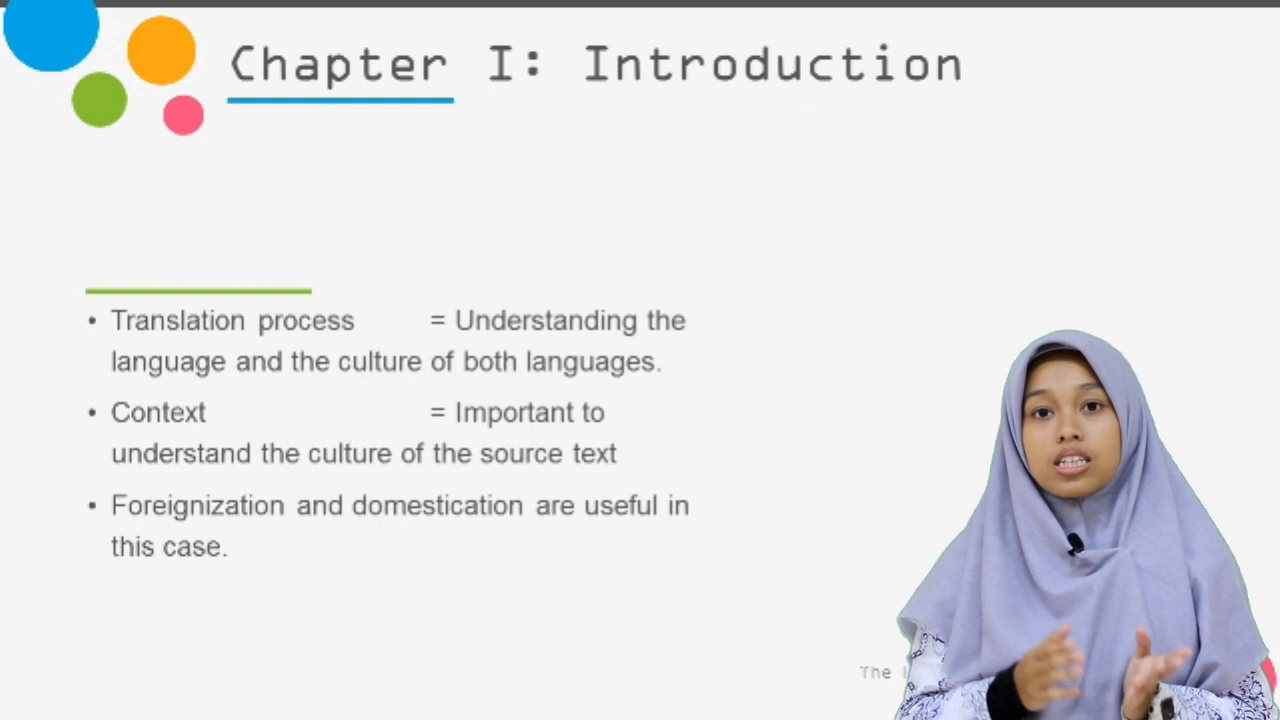 Chapter I: Introduction
• Translation process = Understanding the
language and the culture of both languages.
• Context = Important to
understand the culture of the source text
• Foreignization and domestication are useful in
this case.
The